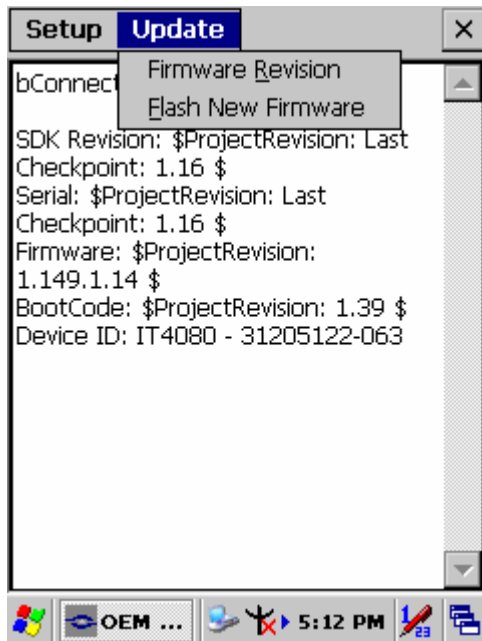 Setup Update
Firmware Revision
bConnect
Flash New Firmware
SDK Revision: $ProjectRevision: Last
Checkpoint: 1.16 $
Serial: $ProjectRevision: Last
Checkpoint: 1.16 $
Firmware: $ProjectRevision:
1.149.1.14 $
BootCode: $ProjectRevision: 1.39 $
Device ID: IT4080 - 31205122-063
OEM ... 5:12 PM